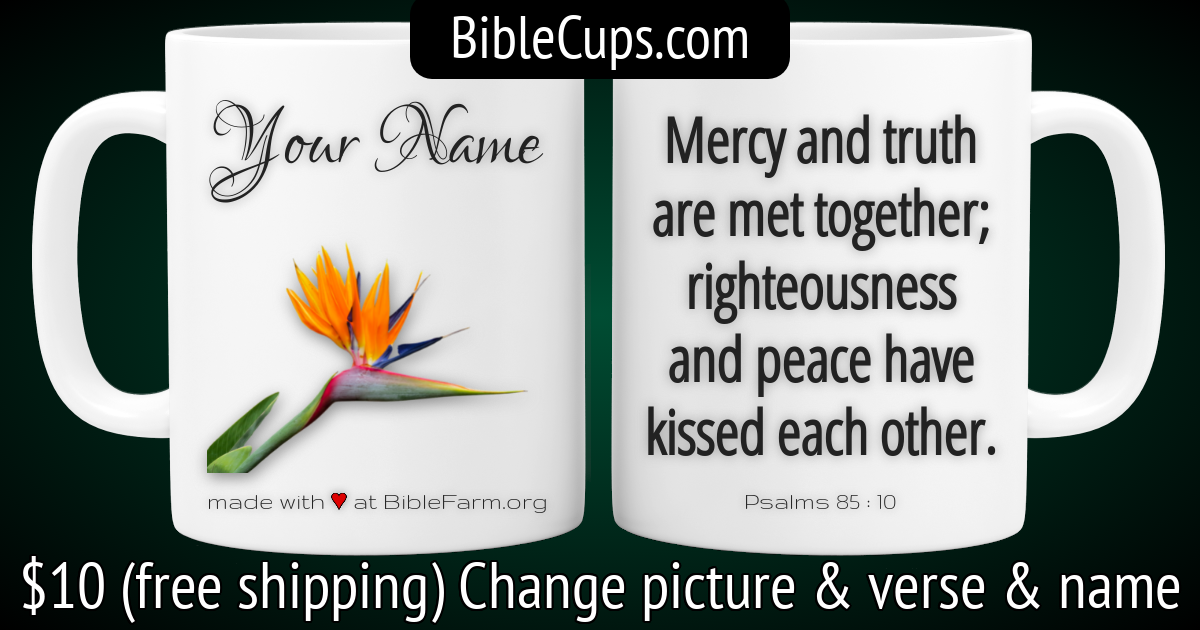 BibleCups.com
Your Name
made with ♥ at BibleFarm.org
Mercy and truth
are met together;
righteousness
and peace have
kissed each other.
Psalms 85 : 10
$10 (free shipping) Change picture & verse & name